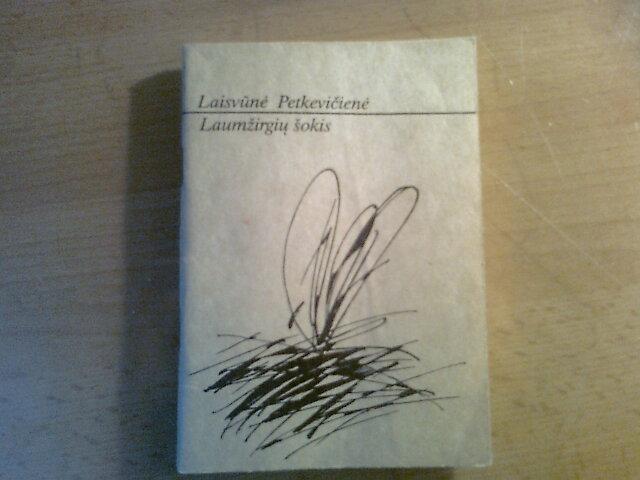 Laisvūnė Petkevičienė
Laumžirgių šokis